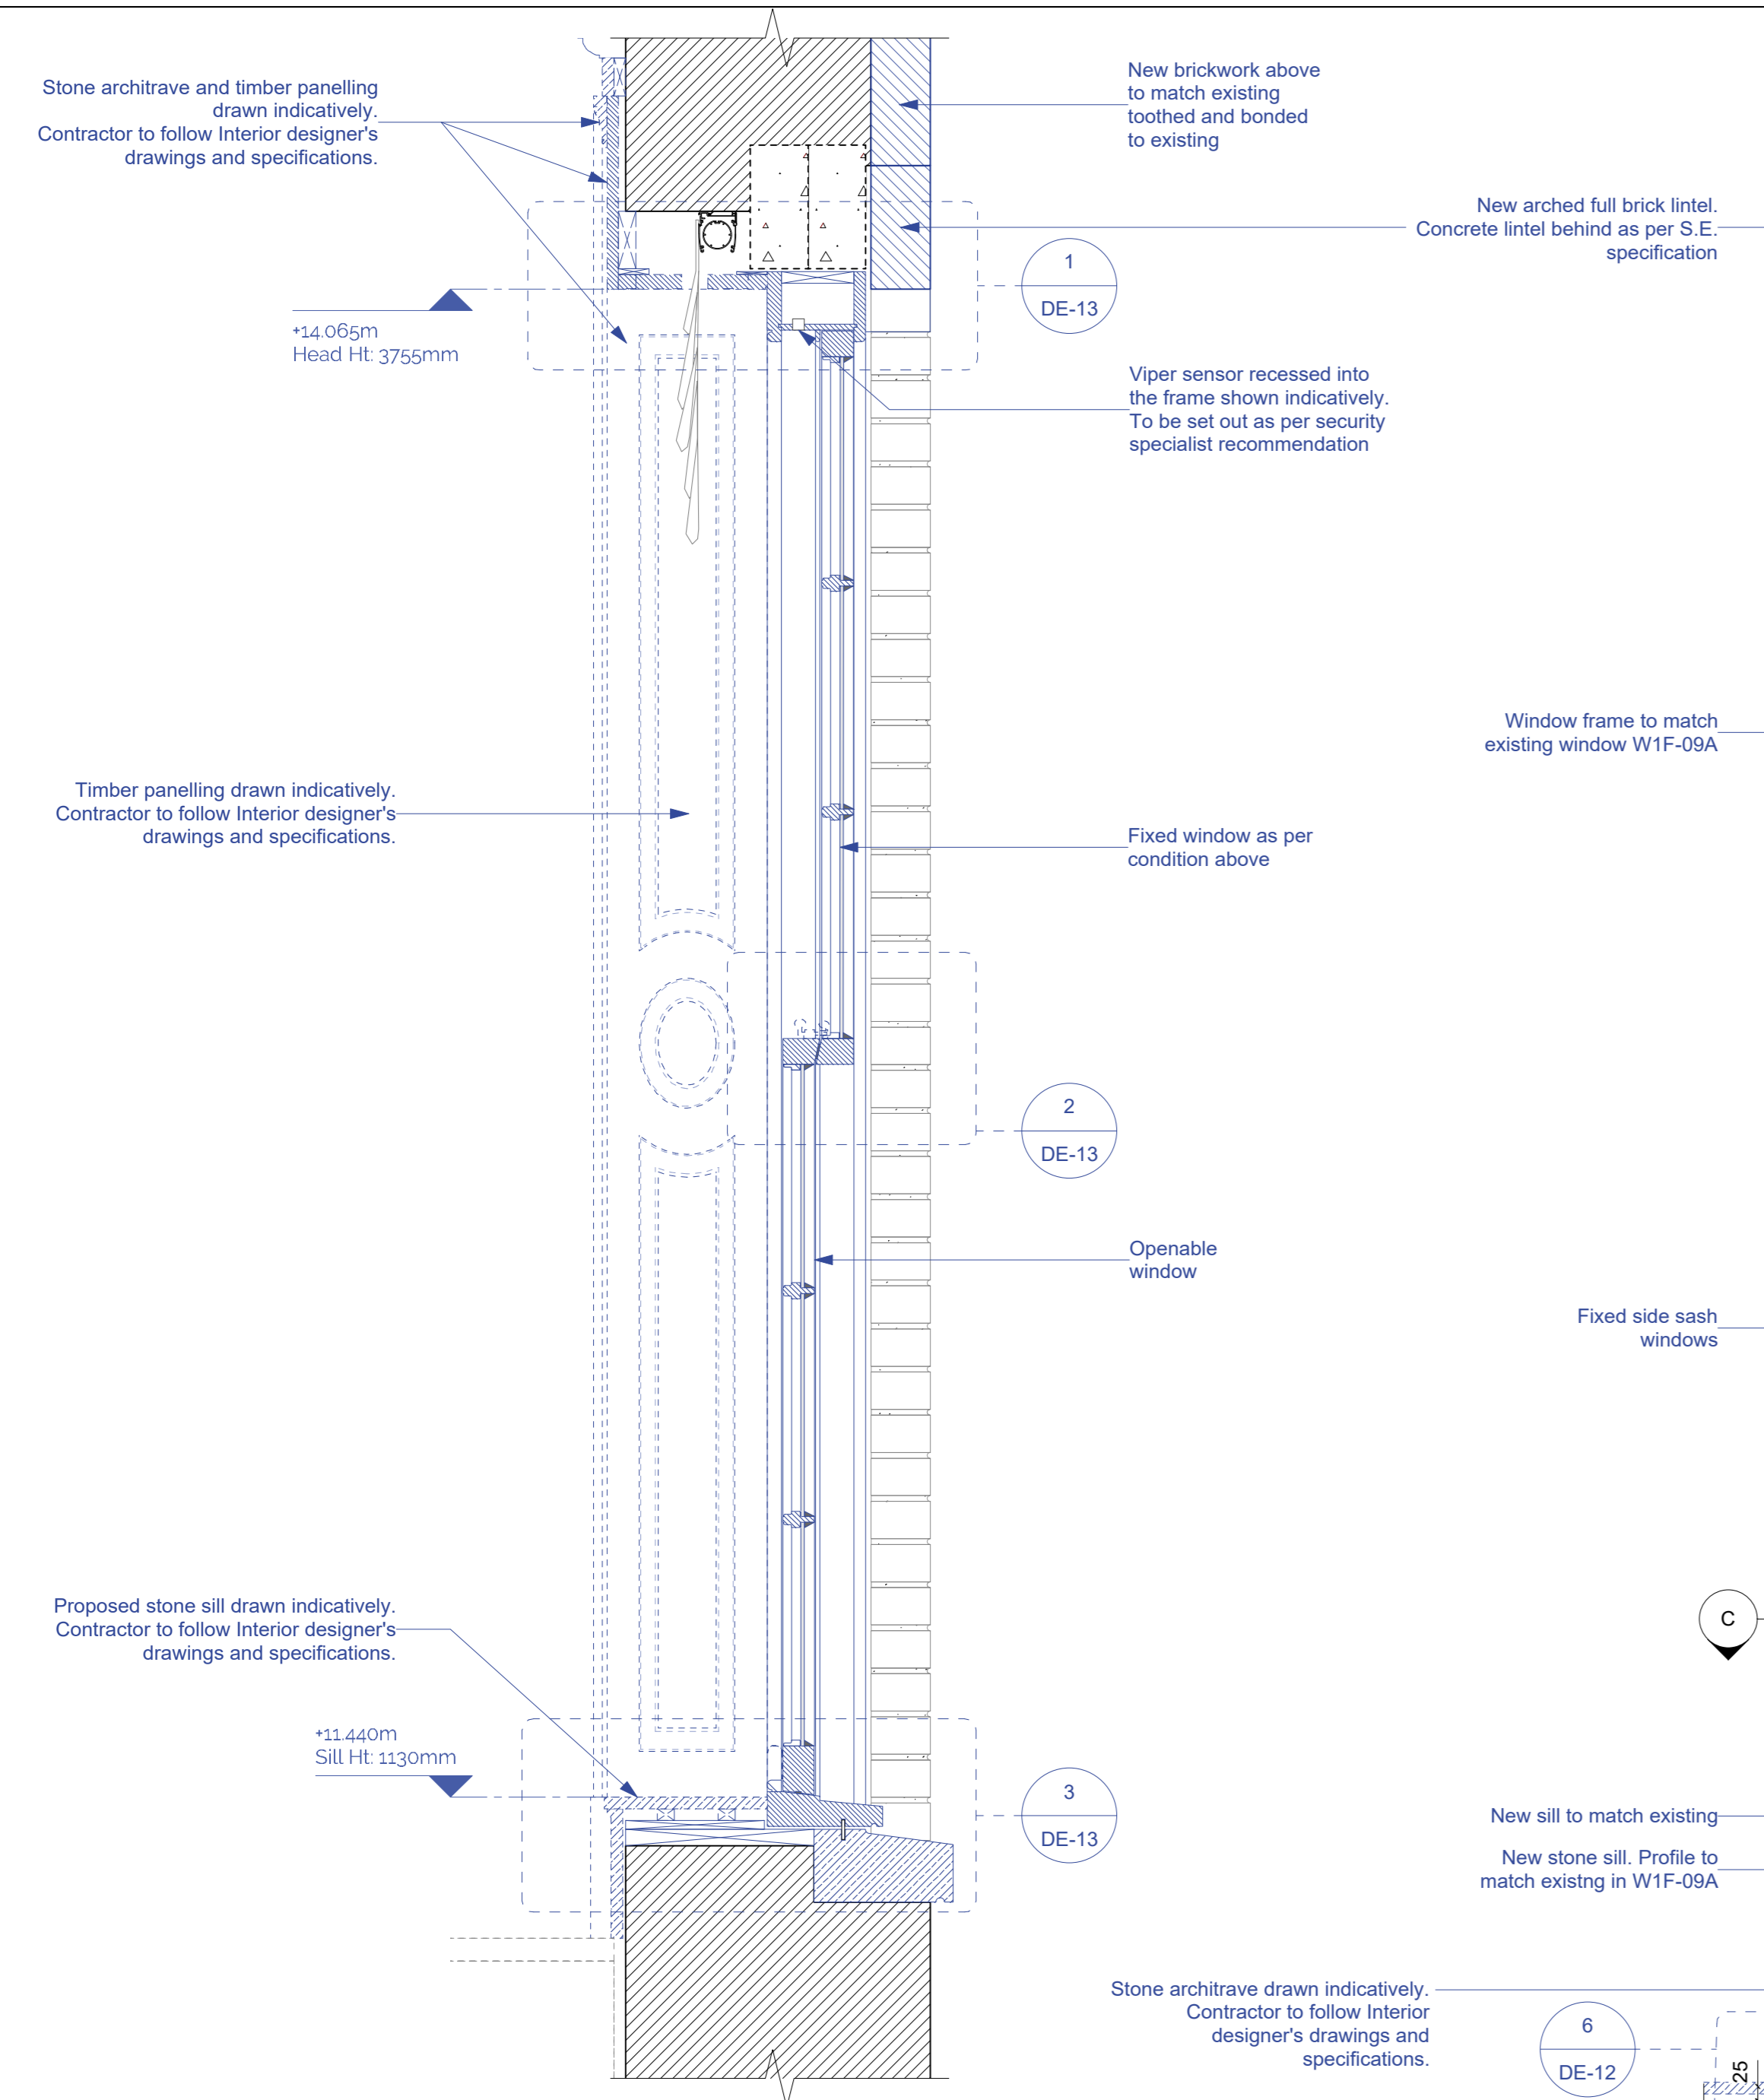 Stone architrave and timber panelling
drawn indicatively.
Contractor to follow Interior designer's
drawings and specifications.
New brickwork above
to match existing
toothed and bonded
to existing
New arched full brick lintel.
Concrete lintel behind as per S.E.
specification
1
DE-13
+14.065m
Head Ht: 3755mm
Viper sensor recessed into
the frame shown indicatively.
To be set out as per security
specialist recommendation
Window frame to match
existing window W1F-09A
Timber panelling drawn indicatively.
Contractor to follow Interior designer's
drawings and specifications.
Fixed window as per
condition above
2
DE-13
Openable
window
Fixed side sash
windows
Proposed stone sill drawn indicatively.
Contractor to follow Interior designer's
drawings and specifications.
C
+11.440m
Sill Ht: 1130mm
3
DE-13
New sill to match existing
New stone sill. Profile to
match existng in W1F-09A
Stone architrave drawn indicatively.
Contractor to follow Interior
designer's drawings and
specifications.
6
DE-12
25